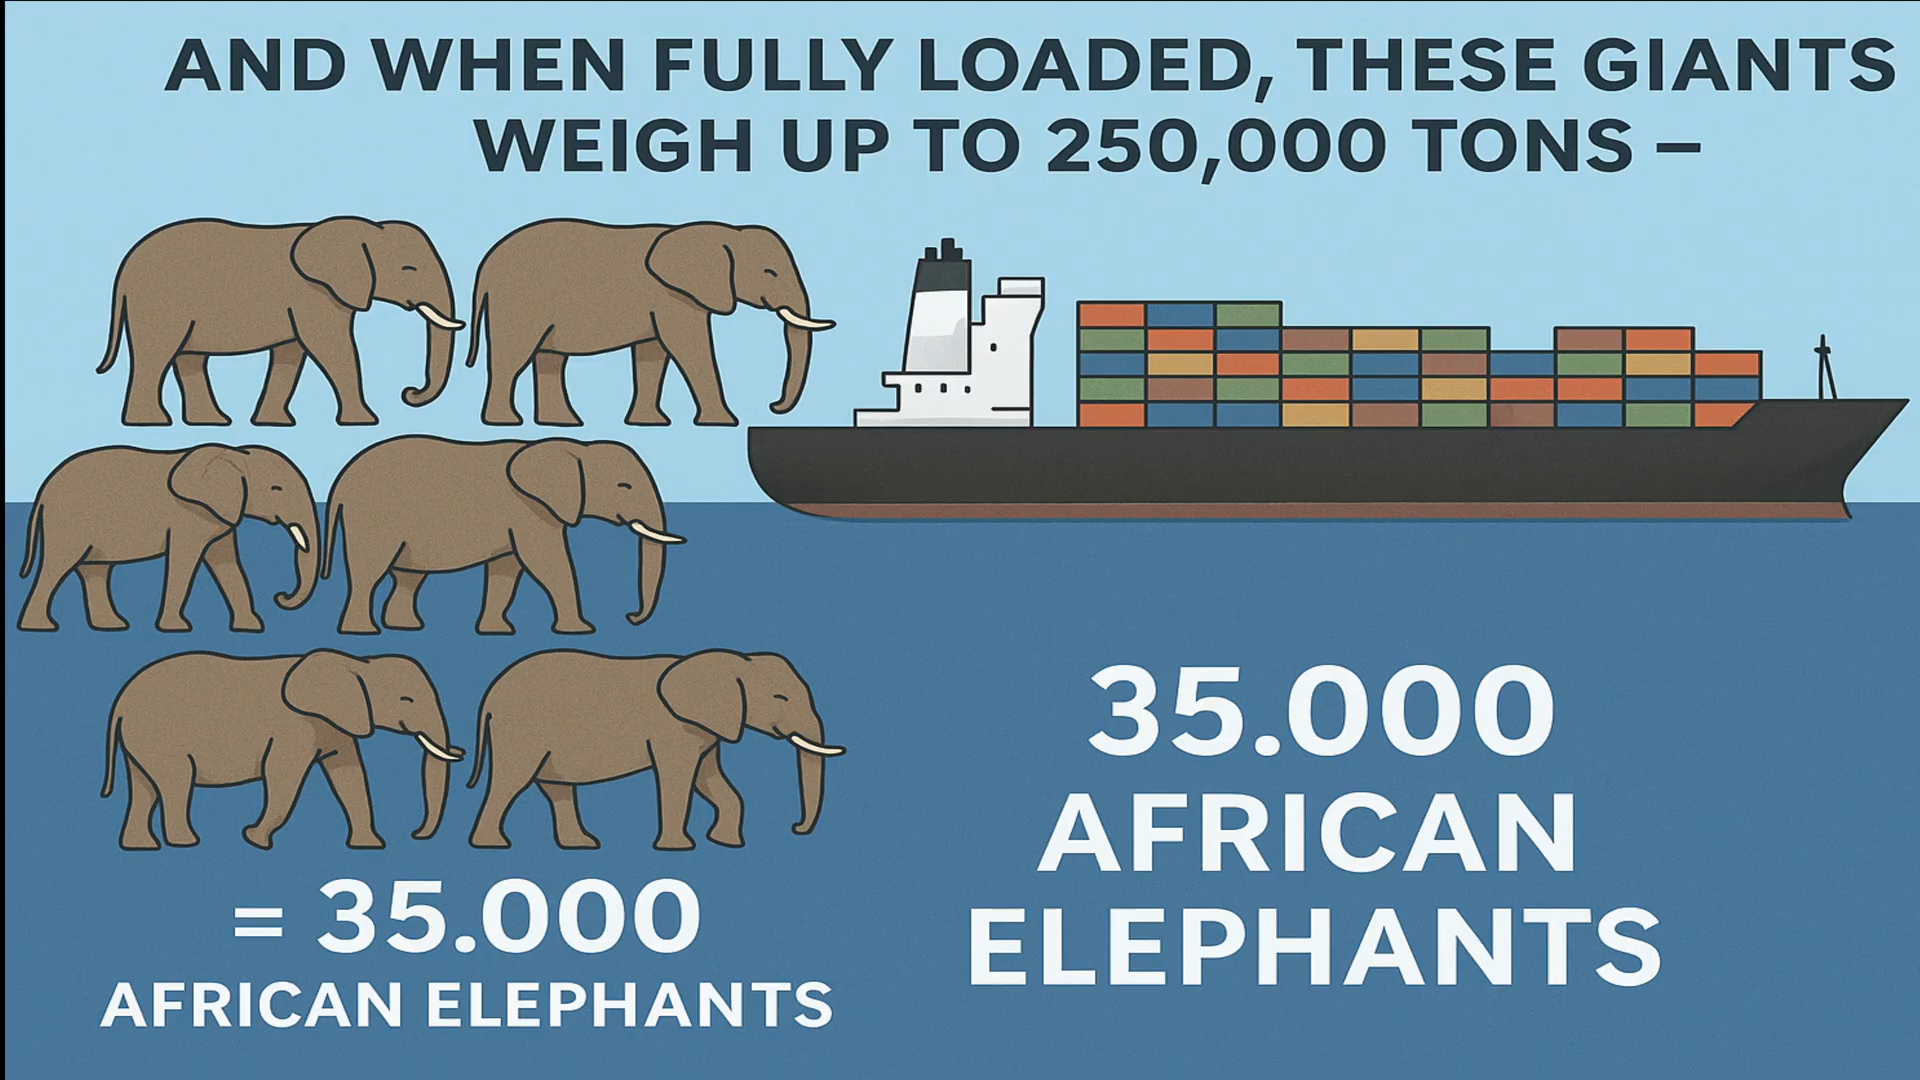 AND WHEN FULLY LOADED, THESE GIANTS
WEIGH UP TO 250,000 TONS –
= 35.000
AFRICAN ELEPHANTS
35.000
AFRICAN
ELEPHANTS